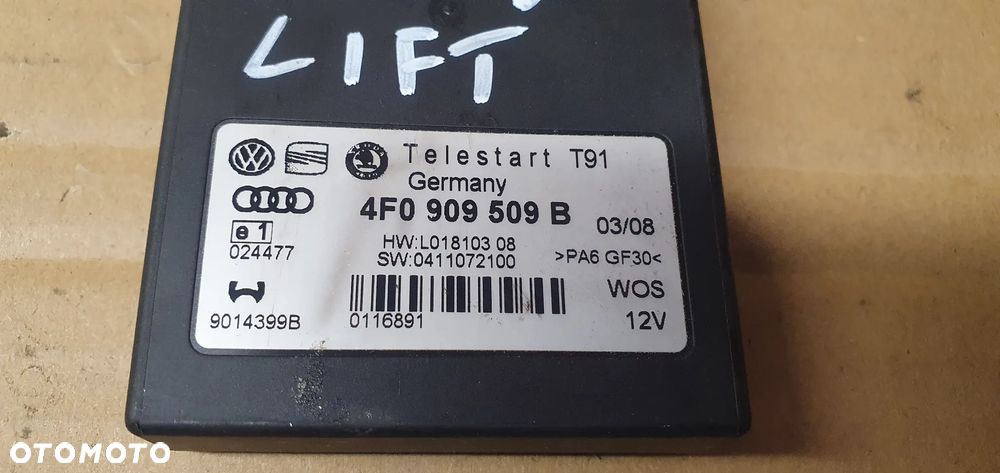 LIFT
Telestart T91
Germany
4F0 909 509 B
03/08
e1
024477
HW:L018103 08
SW:0411072100
>PA6 GF30<
WOS
9014399B
0116891
12V
OTOMOTO